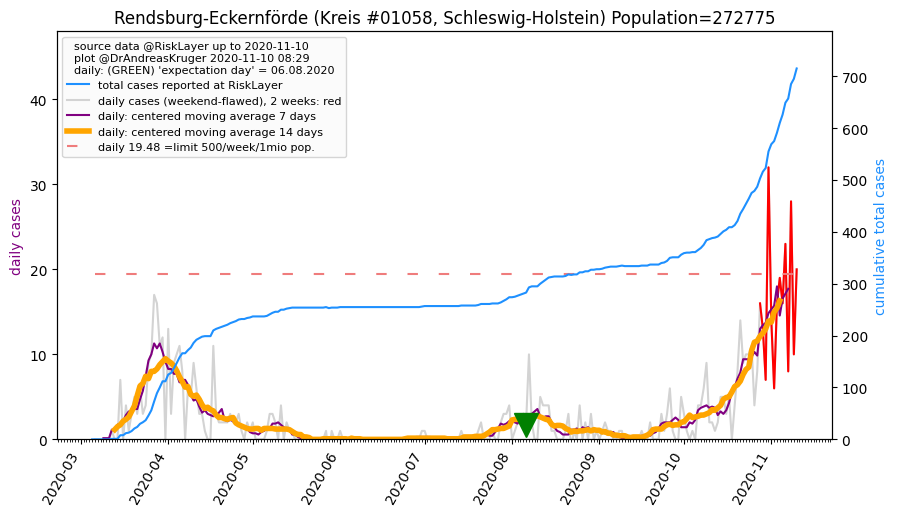 Rendsburg-Eckernförde (Kreis #01058, Schleswig-Holstein) Population=272775
source data @RiskLayer up to 2020-11-10
plot @DrAndreasKruger 2020-11-10 08:29
daily: (GREEN) 'expectation day' = 06.08.2020
total cases reported at RiskLayer
daily cases (weekend-flawed), 2 weeks: red
daily: centered moving average 7 days
daily: centered moving average 14 days
daily 19.48 =limit 500/week/1mio pop.
daily cases
40
30
20
10
0
cumulative total cases
700
600
500
400
300
200
100
0
2020-03
2020-04
2020-05
2020-06
2020-07
2020-08
2020-09
2020-10
2020-11